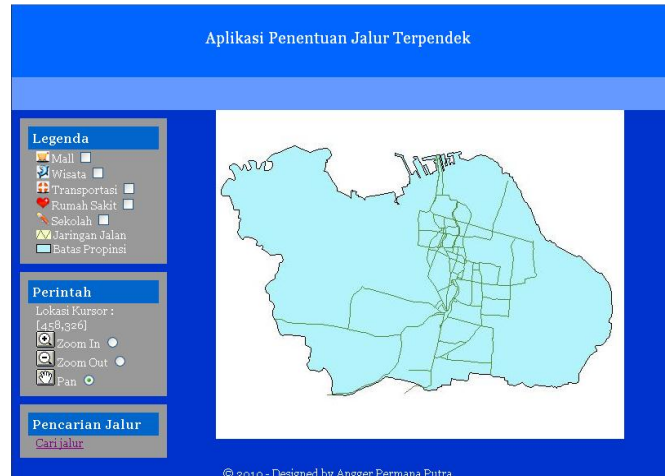 Aplikasi Penentuan Jalur Terpendek
Legenda
Mall
Wisata
Transportasi
Rumah Sakit
Sekolah
Jaringan Jalan
Batas Propinsi
Perintah
Lokasi Kursor :
[458,326]
Zoom In
Zoom Out
Pan
Pencarian Jalur
Cari jalur
© 2010 - Designed by Angger Permana Putra